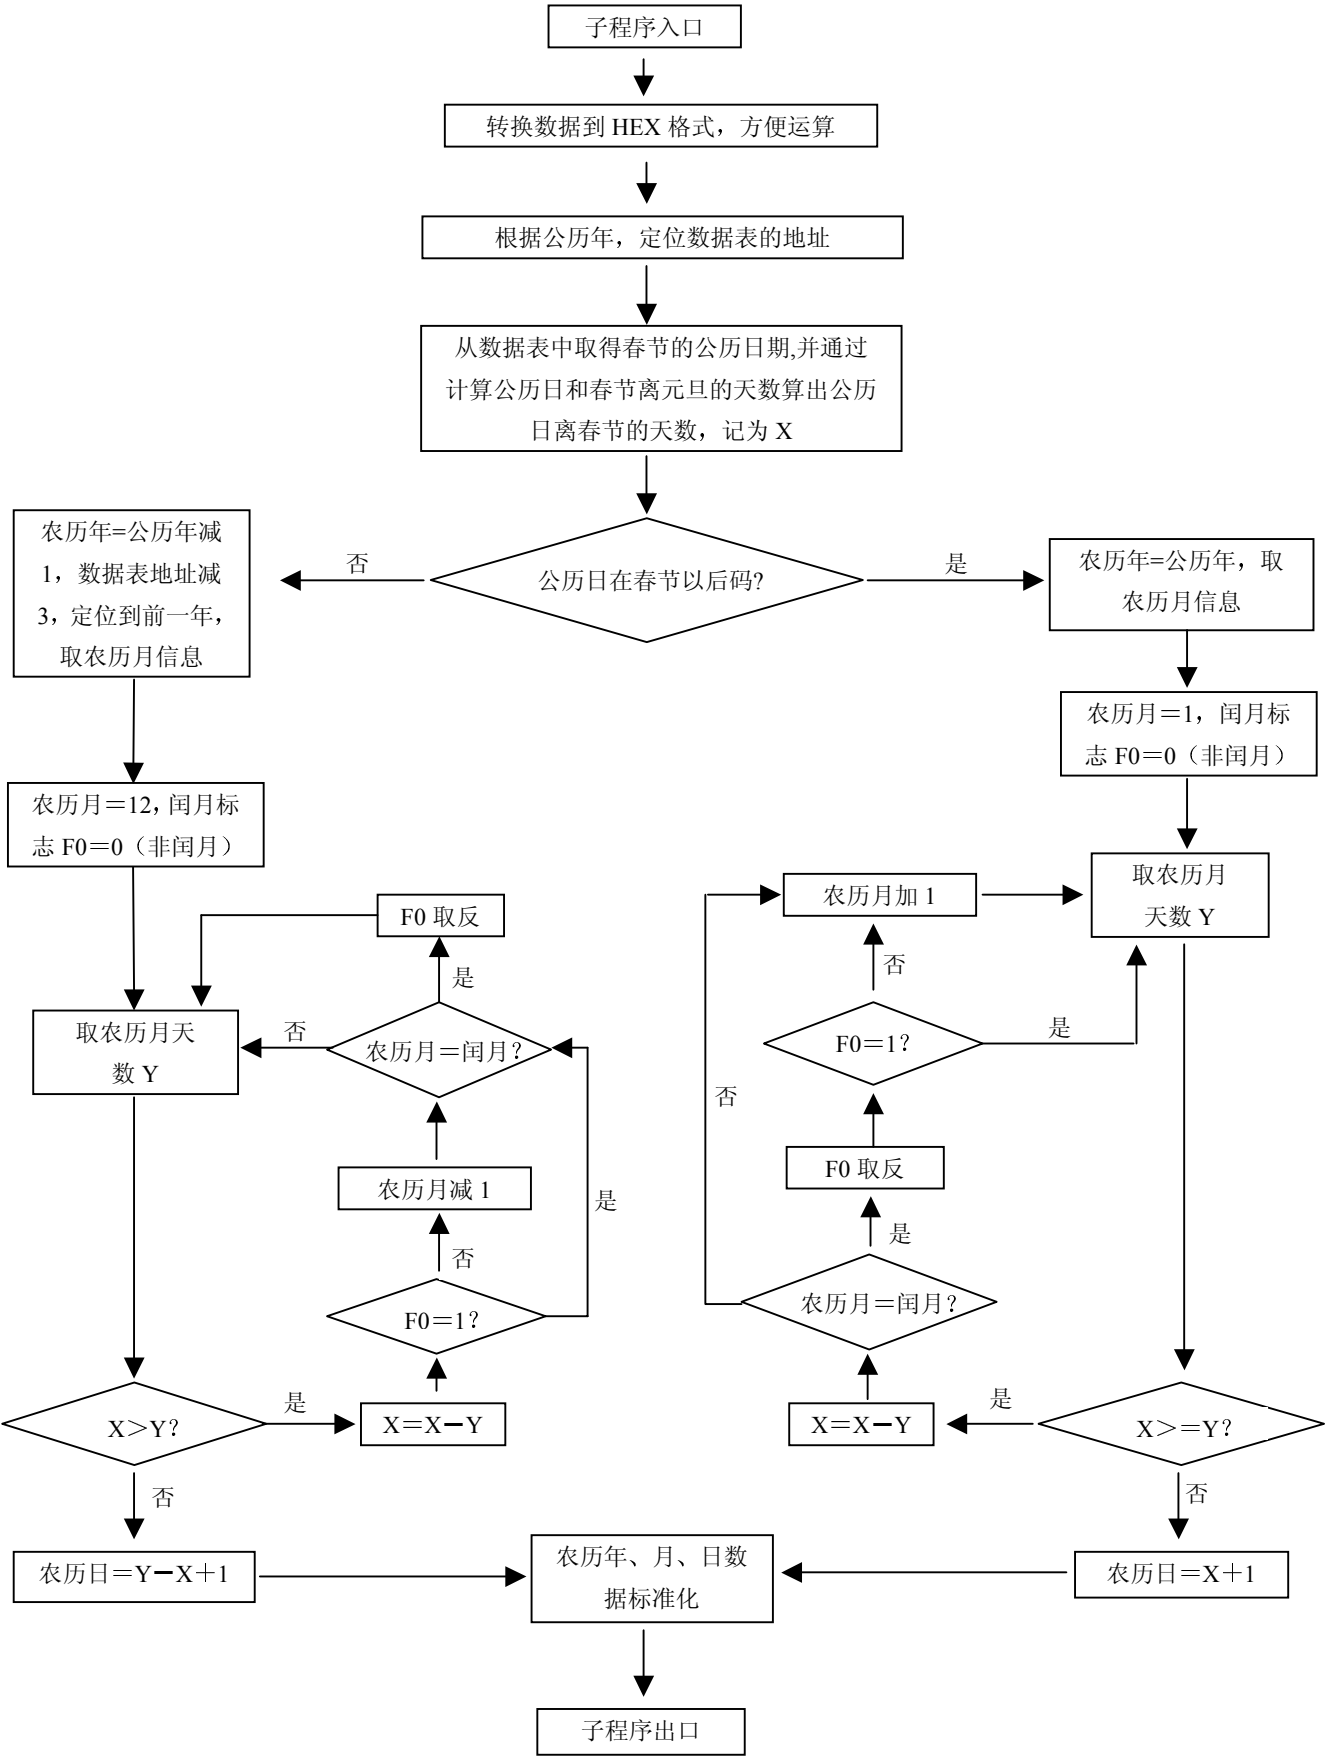 子程序入口
转换数据到 HEX 格式，方便运算
根据公历年，定位数据表的地址
从数据表中取得春节的公历日期,并通过
计算公历日和春节离元旦的天数算出公历
日离春节的天数，记为 X
公历日在春节以后码?
否
是
农历年=公历年减
1，数据表地址减
3，定位到前一年，
取农历月信息
农历年=公历年，取
农历月信息
农历月＝12，闰月标
志 F0＝0（非闰月）
农历月＝1，闰月标
志 F0＝0（非闰月）
F0 取反
是
农历月＝闰月？
否
取农历月天
数 Y
农历月减 1
否
是
F0＝1？
X＞Y？
是
X＝X－Y
否
农历日＝Y－X＋1
农历月加 1
取农历月
天数 Y
否
F0＝1？
是
否
F0 取反
是
农历月＝闰月？
X＝X－Y
是
X＞＝Y？
否
农历日＝X＋1
农历年、月、日数
据标准化
子程序出口